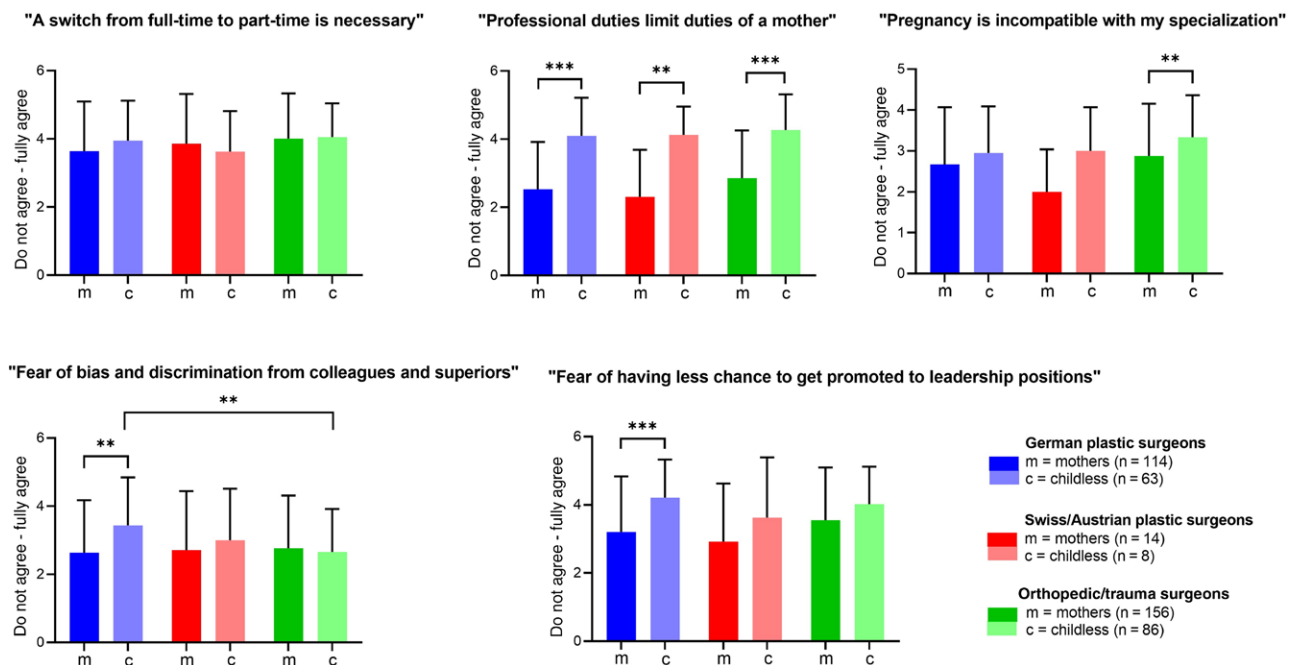 "A switch from full-time to part-time is necessary"
Do not agree - fully agree
6
4
2
0
m c m c m c
"Professional duties limit duties of a mother"
Do not agree - fully agree
6
4
2
0
*** ** ***
m c m c m c
"Pregnancy is incompatible with my specialization"
Do not agree - fully agree
5
4
3
2
1
0
**
m c m c m c
"Fear of bias and discrimination from colleagues and superiors"
Do not agree - fully agree
6
4
2
0
**
**
m c m c m c
"Fear of having less chance to get promoted to leadership positions"
Do not agree - fully agree
6
4
2
0
***
m c m c m c
German plastic surgeons
m = mothers (n = 114)
c = childless (n = 63)
Swiss/Austrian plastic surgeons
m = mothers (n = 14)
c = childless (n = 8)
Orthopedic/trauma surgeons
m = mothers (n = 156)
c = childless (n = 86)